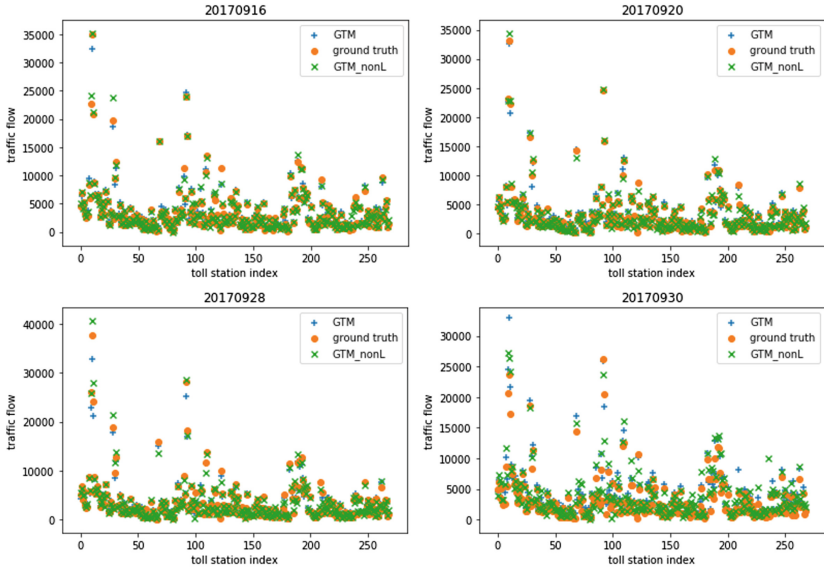 20170916
35000
30000
25000
20000
15000
10000
5000
0
traffic flow
GTM
ground truth
GTM_nonL
0 50 100 150 200 250
toll station index
20170920
35000
30000
25000
20000
15000
10000
5000
0
traffic flow
GTM
ground truth
GTM_nonL
0 50 100 150 200 250
toll station index
20170928
40000
30000
20000
10000
0
traffic flow
GTM
ground truth
GTM_nonL
0 50 100 150 200 250
toll station index
20170930
30000
25000
20000
15000
10000
5000
0
traffic flow
GTM
ground truth
GTM_nonL
0 50 100 150 200 250
toll station index